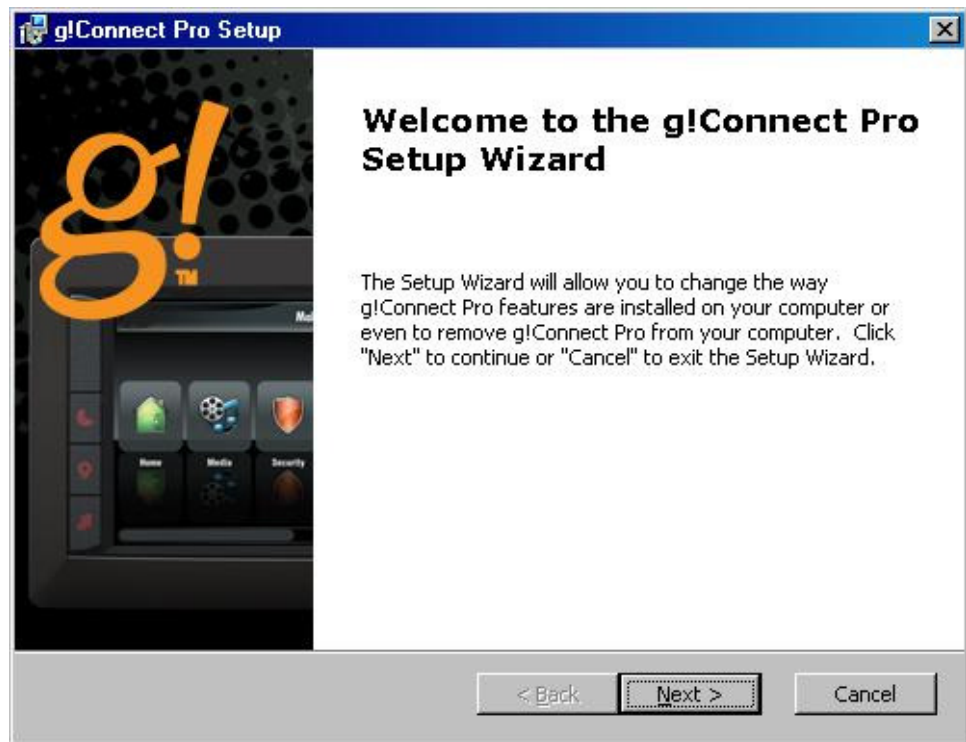 g!Connect Pro Setup
g!
TM
Welcome to the g!Connect Pro
Setup Wizard
The Setup Wizard will allow you to change the way
g!Connect Pro features are installed on your computer or
even to remove g!Connect Pro from your computer.  Click
"Next" to continue or "Cancel" to exit the Setup Wizard.
Home Media Security
< Back Next > Cancel